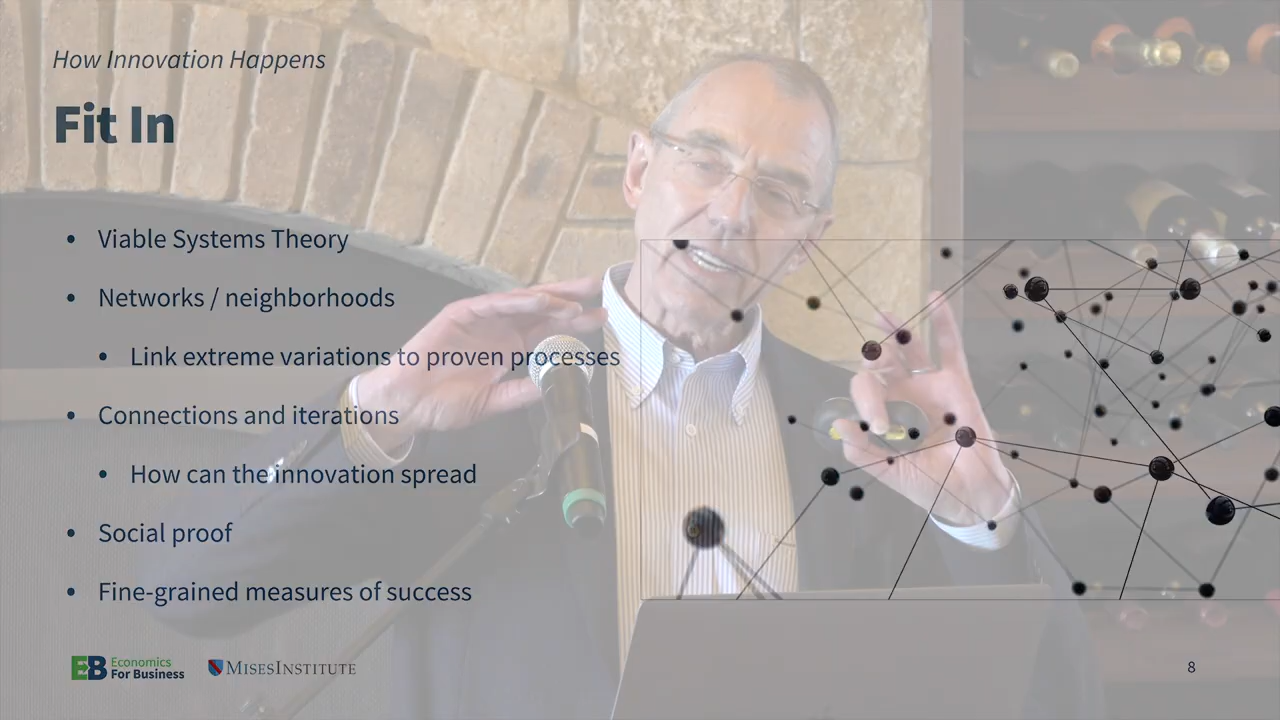 How Innovation Happens
Fit In
• Viable Systems Theory
• Networks / neighborhoods
• Link extreme variations to proven processes
• Connections and iterations
• How can the innovation spread
• Social proof
• Fine-grained measures of success
EB Economics
For Business
MISESINSTITUTE
8